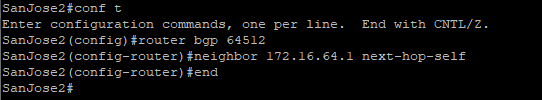 SanJose2#conf t
Enter configuration commands, one per line.  End with CNTL/Z.
SanJose2(config)#router bgp 64512
SanJose2(config-router)#neighbor 172.16.64.1 next-hop-self
SanJose2(config-router)#end
SanJose2#